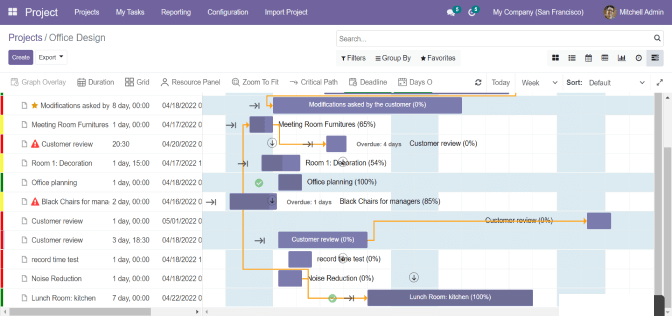 Project Projects My Tasks Reporting Configuration Import Project 5 5 My Company (San Francisco) Mitchell Admin
Projects / Office Design
Search...
Create Export
Filters Group By Favorites
Graph Overlay Duration Grid Resource Panel Zoom To Fit Critical Path Deadline Days O Today Week Sort: Default
Modifications asked by 8 day, 00:00 04/18/2022 0 Modifications asked by the customer (0%)
Meeting Room Furnitures 1 day, 00:00 04/17/2022 Meeting Room Furnitures (65%)
Customer review 20:30 04/20/2022 0 Overdue: 4 days Customer review (0%)
Room 1: Decoration 1 day, 15:00 04/17/2022 1 Room 1: Decoration (54%)
Office planning 1 day, 00:00 04/18/2022 0 Office planning (100%)
Black Chairs for mana 2 day, 00:00 04/16/2022 0 Overdue: 1 days Black Chairs for managers (85%)
Customer review 1 day, 00:00 05/01/2022 0 Customer review (0%)
Customer review 3 day, 18:30 04/18/2022 0 Customer review (0%)
record time test 1 day, 00:00 04/18/2022 record time test (0%)
Noise Reduction 1 day, 00:00 04/18/2022 0 Noise Reduction (0%)
Lunch Room: kitchen 7 day, 00:00 04/22/2022 0 Lunch Room: kitchen (100%)